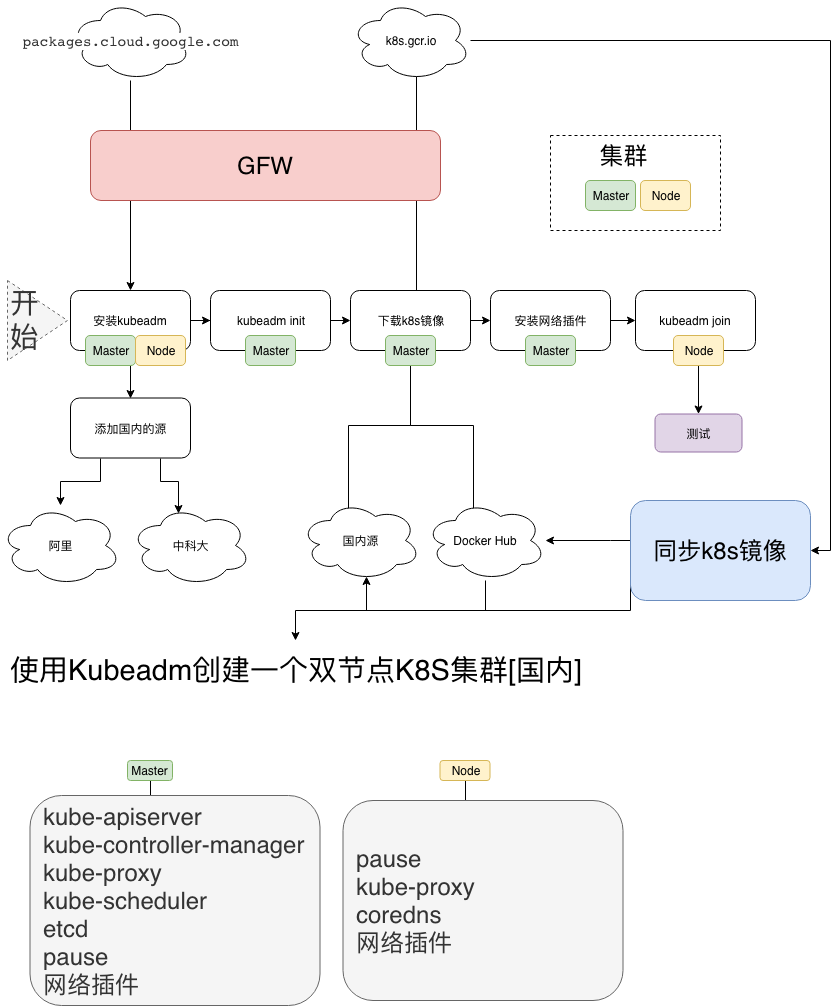 packages.cloud.google.com
k8s.gcr.io
GFW
集群
Master
Node
开
始
安装kubeadm
Master
Node
kubeadm init
Master
下载k8s镜像
Master
安装网络插件
Master
kubeadm join
Node
添加国内的源
测试
阿里
中科大
国内源
Docker Hub
同步k8s镜像
使用Kubeadm创建一个双节点K8S集群[国内]
Master
kube-apiserver
kube-controller-manager
kube-proxy
kube-scheduler
etcd
pause
网络插件
Node
pause
kube-proxy
coredns
网络插件